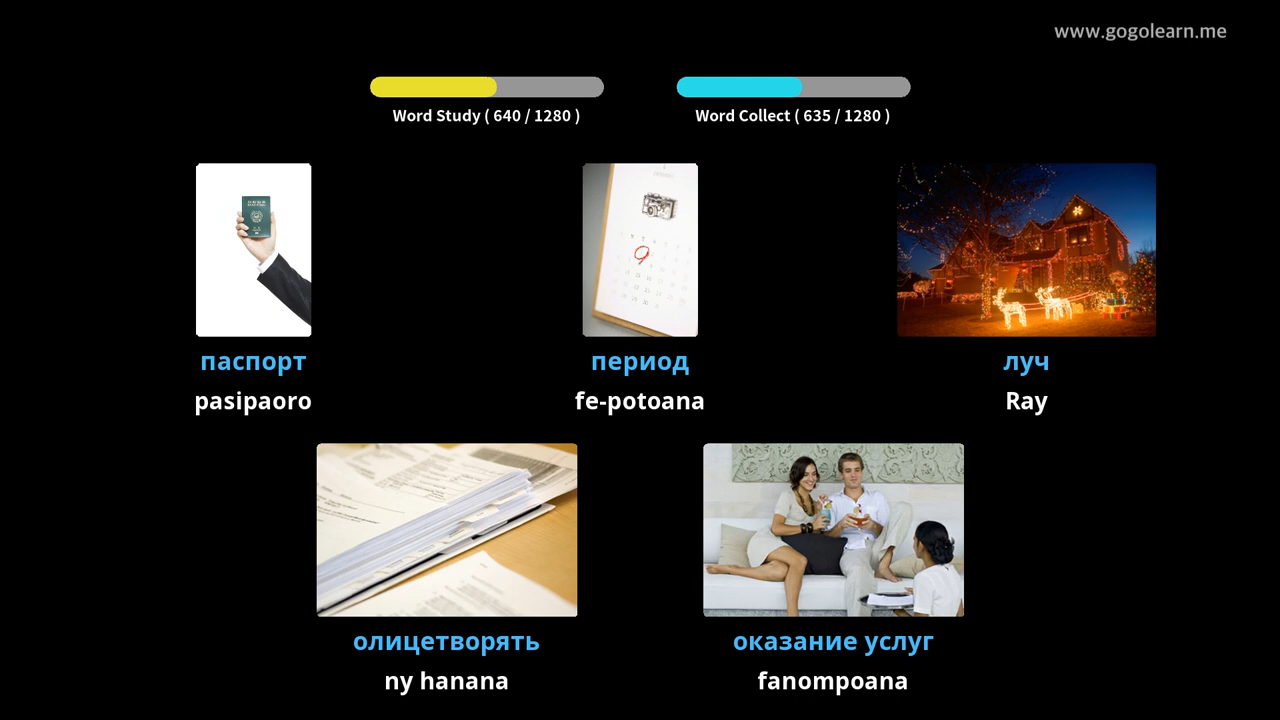 www.gogolearn.me
Word Study ( 640 / 1280 )
Word Collect ( 635 / 1280 )
паспорт
pasipaoro
период
fe-potoana
луч
Ray
олицетворять
ny hanana
оказание услуг
fanompoana